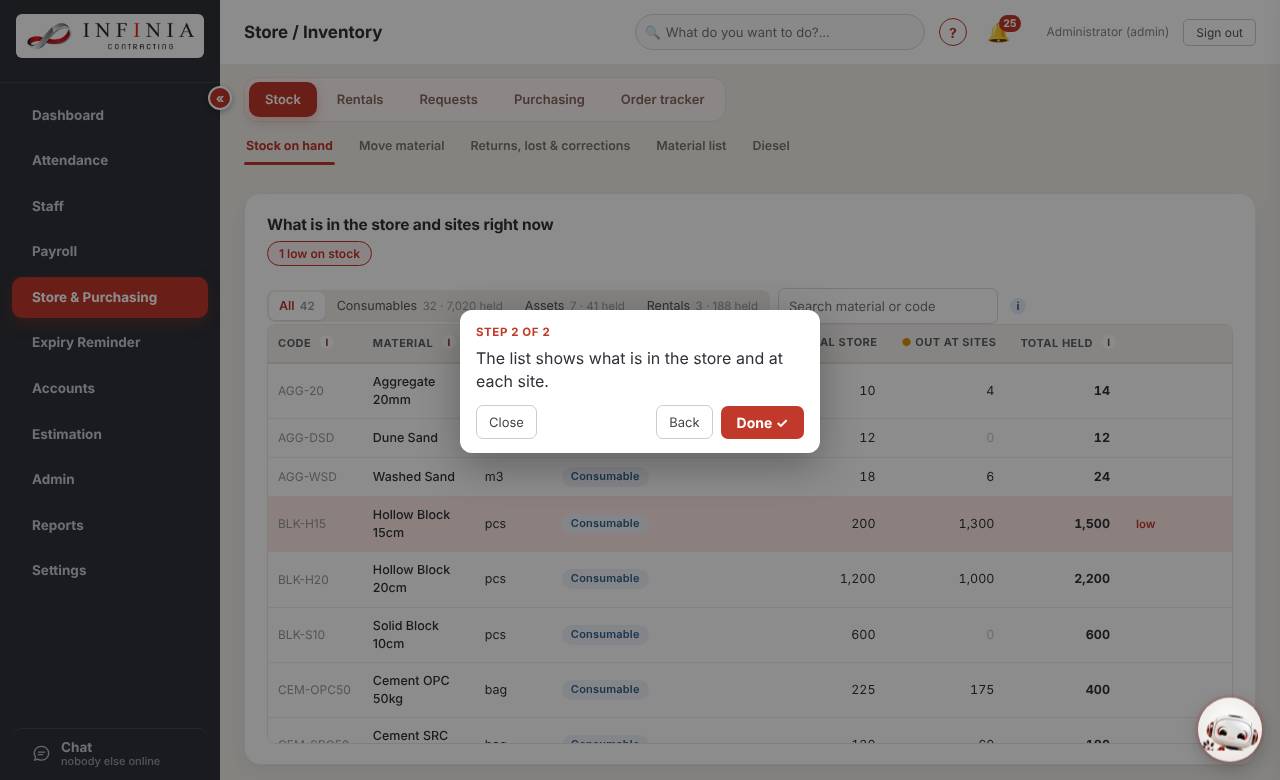 INFINIA
CONTRACTING
Store / Inventory
🔍 What do you want to do?...
?
25
Administrator (admin)
Sign out
«
Dashboard
Attendance
Staff
Payroll
Store & Purchasing
Expiry Reminder
Accounts
Estimation
Admin
Reports
Settings
Chat
nobody else online
Stock
Rentals
Requests
Purchasing
Order tracker
Stock on hand
Move material
Returns, lost & corrections
Material list
Diesel
What is in the store and sites right now
1 low on stock
All 42
Consumables 32 · 7,020 held
Assets 7 · 41 held
Rentals 3 · 188 held
Search material or code
i
STEP 2 OF 2
The list shows what is in the store and at
each site.
Close
Back
Done ✓
CODE I
MATERIAL I
STORE
OUT AT SITES
TOTAL HELD I
AGG-20
Aggregate
20mm
10
4
14
AGG-DSD
Dune Sand
12
0
12
AGG-WSD
Washed Sand
m3
Consumable
18
6
24
BLK-H15
Hollow Block
15cm
pcs
Consumable
200
1,300
1,500
low
BLK-H20
Hollow Block
20cm
pcs
Consumable
1,200
1,000
2,200
BLK-S10
Solid Block
10cm
pcs
Consumable
600
0
600
CEM-OPC50
Cement OPC
50kg
bag
Consumable
225
175
400
Cement SRC